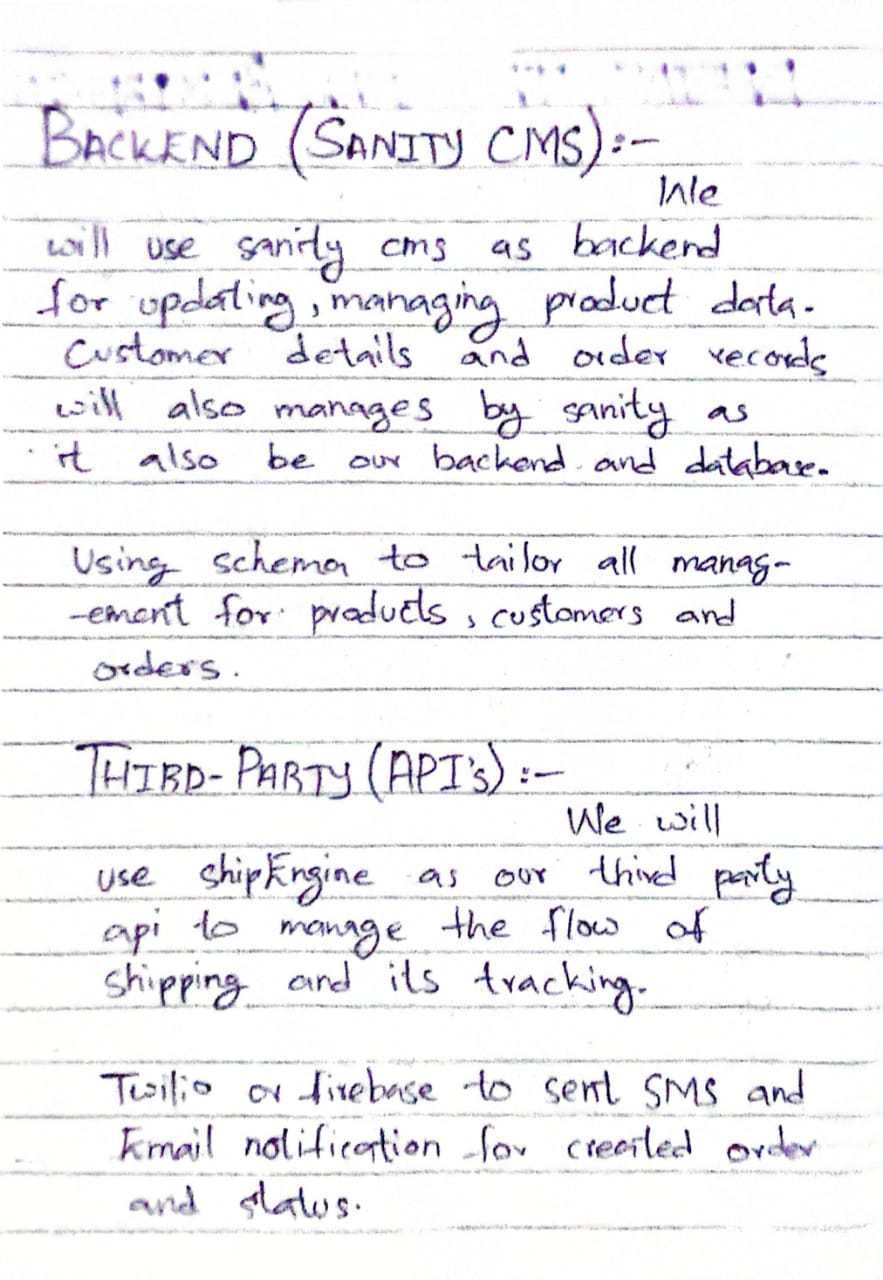 BACKEND (SANITY CMS):-
We
will use sanity cms as backend
for updating, managing product data.
Customer details and order records
will also manages by sanity as
it also be our backend and database.
Using schema to tailor all manag-
-ement for products, customers and
orders.
THIRD-PARTY (API's):-
We will
use shipEngine as our third party
api to manage the flow of
shipping and its tracking.
Twilio or firebase to sent SMS and
Email notification for created order
and status.